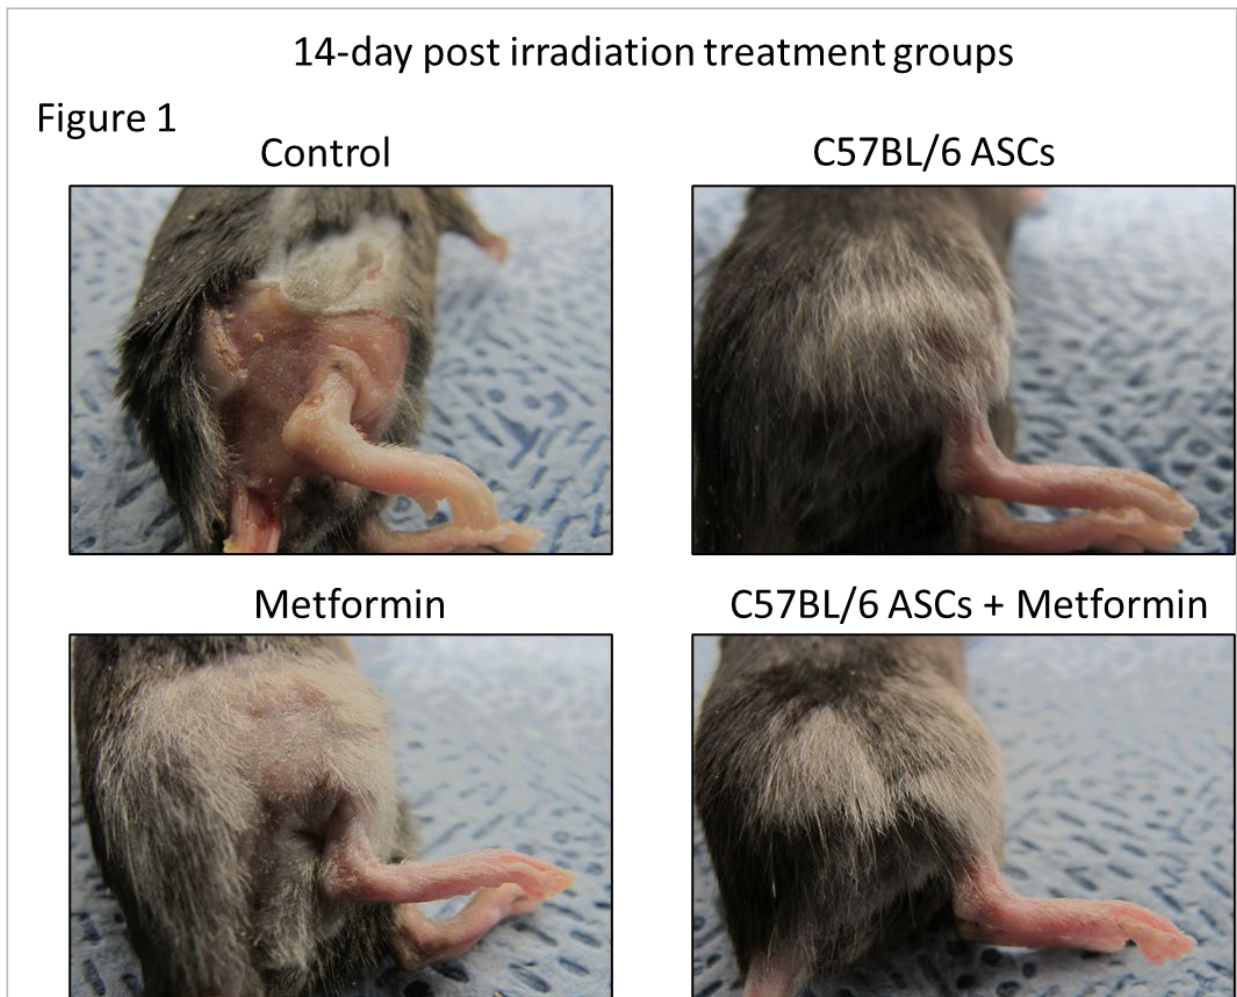 14-day post irradiation treatment groups
Figure 1
Control
C57BL/6 ASCs
Metformin
C57BL/6 ASCs + Metformin